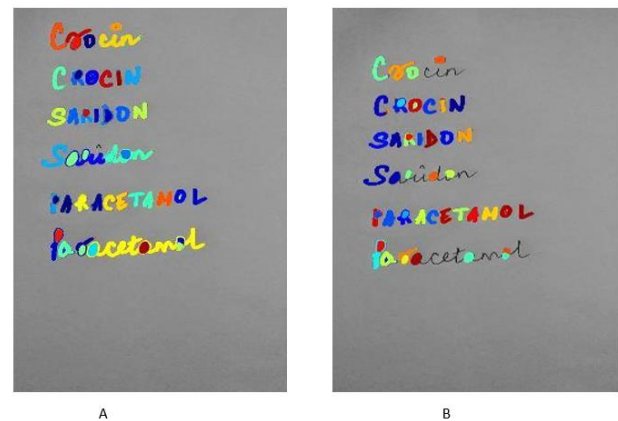 Crocin
CROCIN
SARIDON
Saridon
PARACETAMOL
Paracetamol
A
Crocin
CROCIN
SARIDON
Saridon
PARACETAMOL
Paracetamol
B